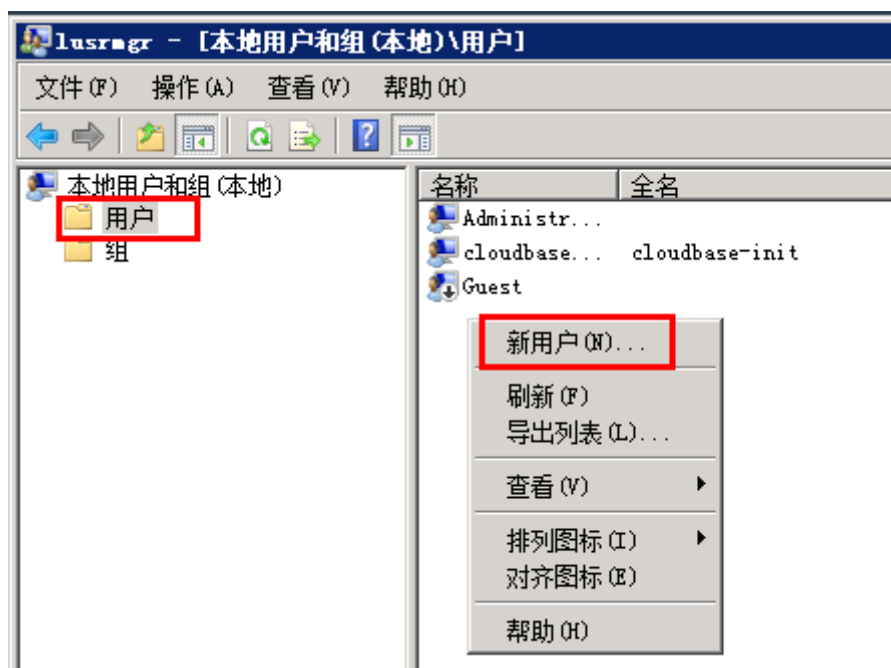 lusrmgr - [本地用户和组(本地)\用户]
文件(F) 操作(A) 查看(V) 帮助(H)
本地用户和组(本地)
用户
组
名称 全名
Administr...
cloudbase... cloudbase-init
Guest
新用户(N)...
刷新(F)
导出列表(L)...
查看(V)
排列图标(I)
对齐图标(E)
帮助(H)